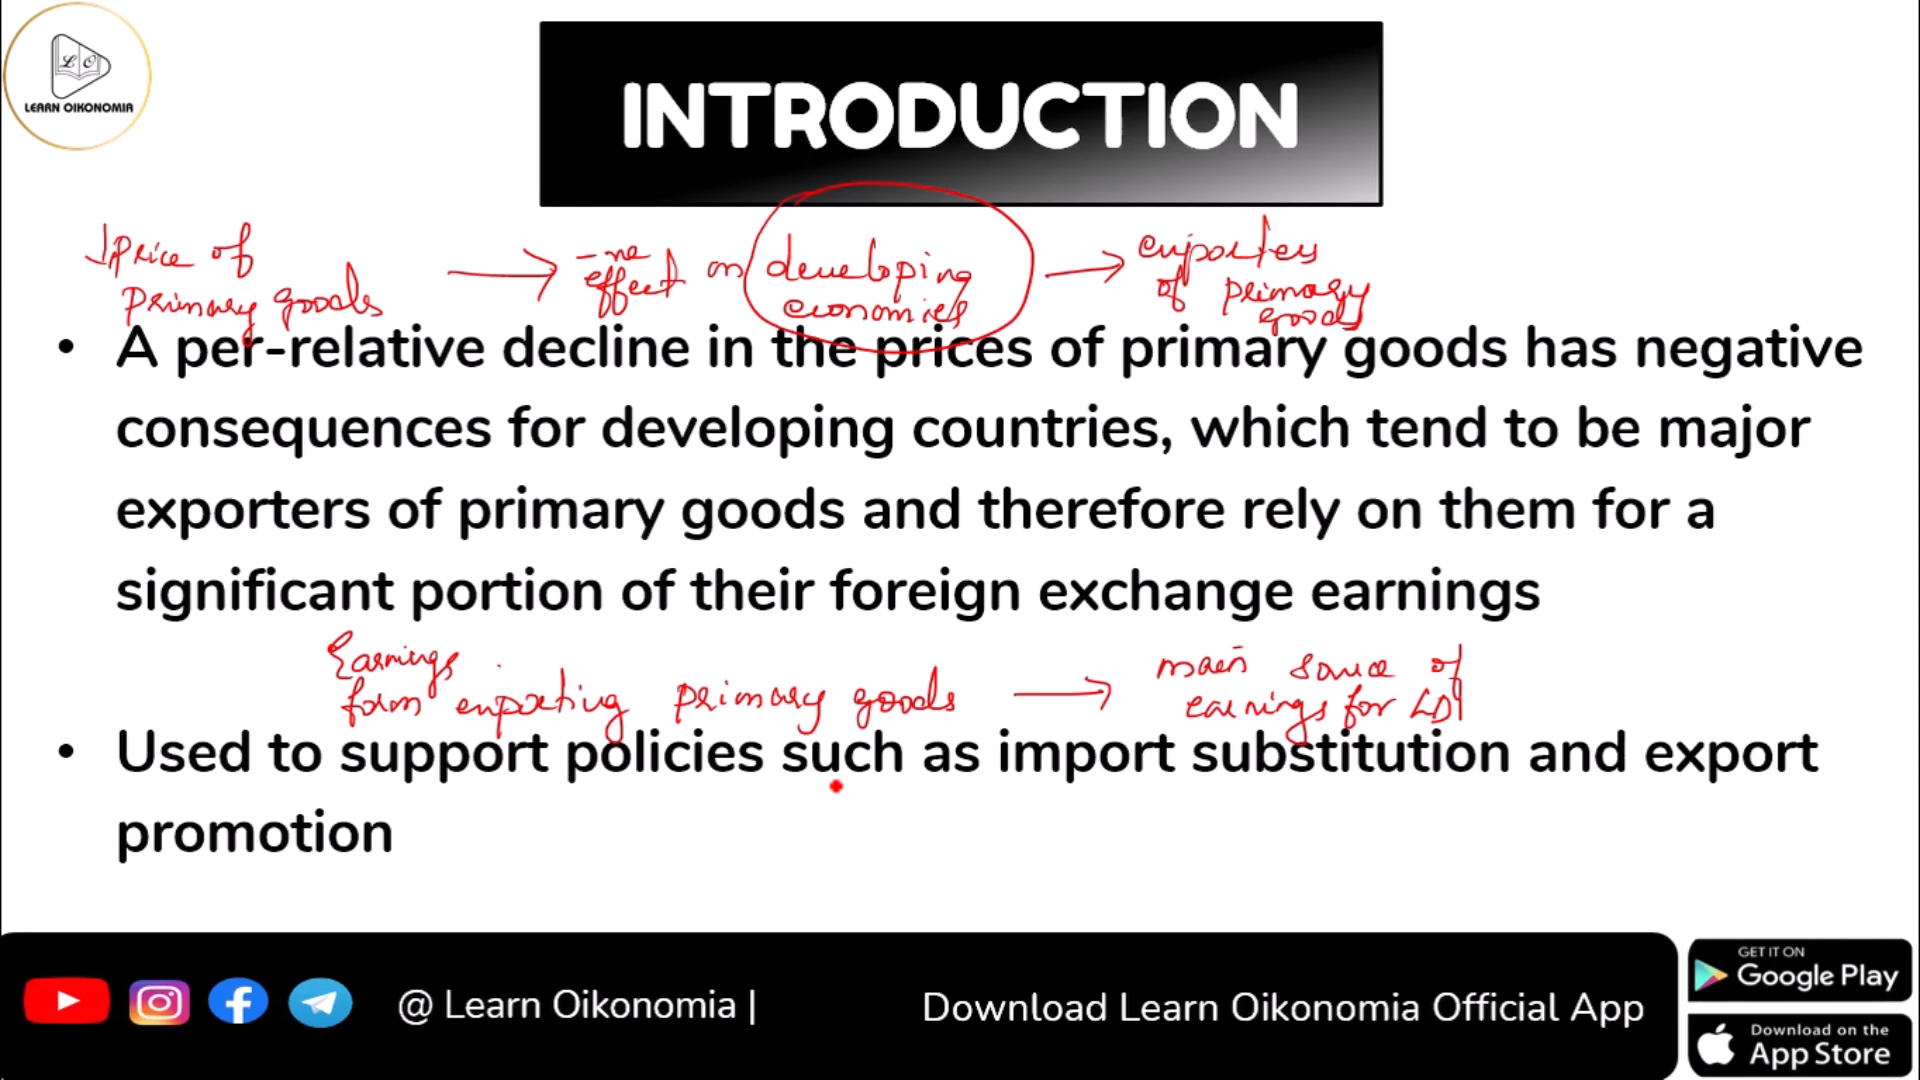 LO
LEARN OIKONOMIA
INTRODUCTION
↓Price of
Primary goods → -ve effect on developing economies → exporters of primary goods
• A per-relative decline in the prices of primary goods has negative
consequences for developing countries, which tend to be major
exporters of primary goods and therefore rely on them for a
significant portion of their foreign exchange earnings
Earnings
form exporting primary goods → main source of
earnings for LD
• Used to support policies such as import substitution and export
promotion
@ Learn Oikonomia |
Download Learn Oikonomia Official App
GET IT ON
Google Play
Download on the
App Store